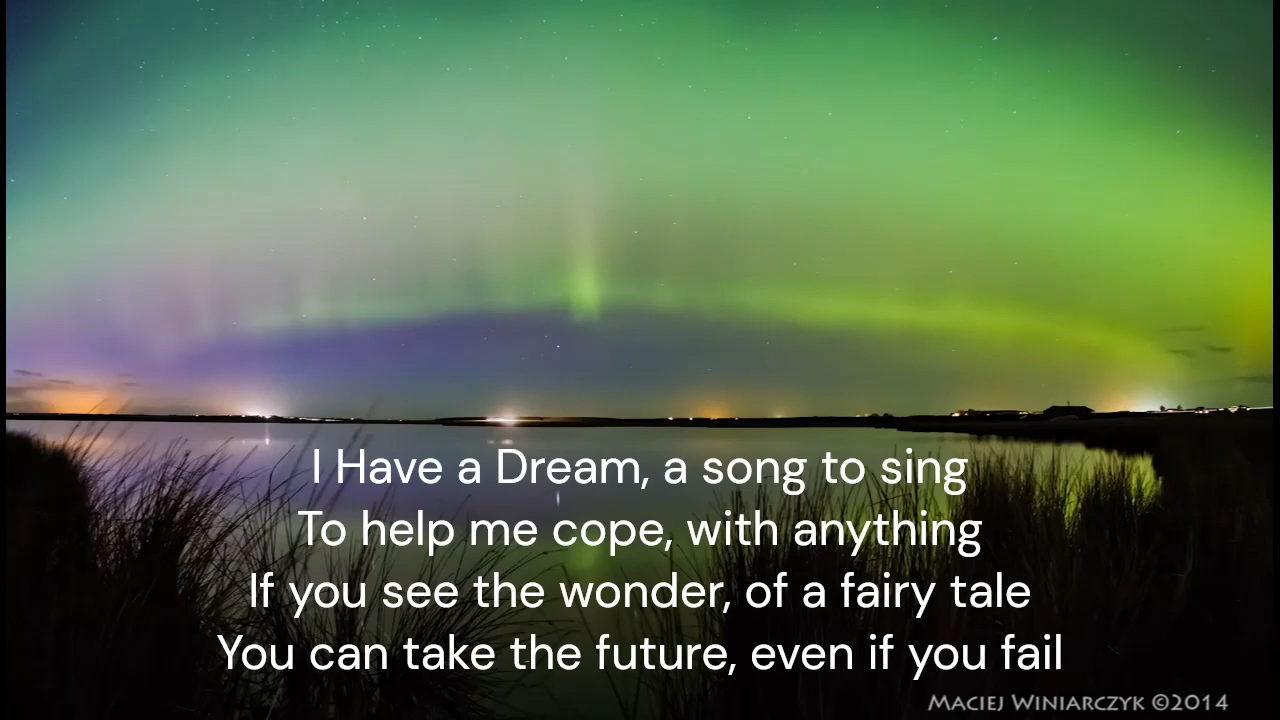 I Have a Dream, a song to sing
To help me cope, with anything
If you see the wonder, of a fairy tale
You can take the future, even if you fail
Maciej Winiarczyk ©2014